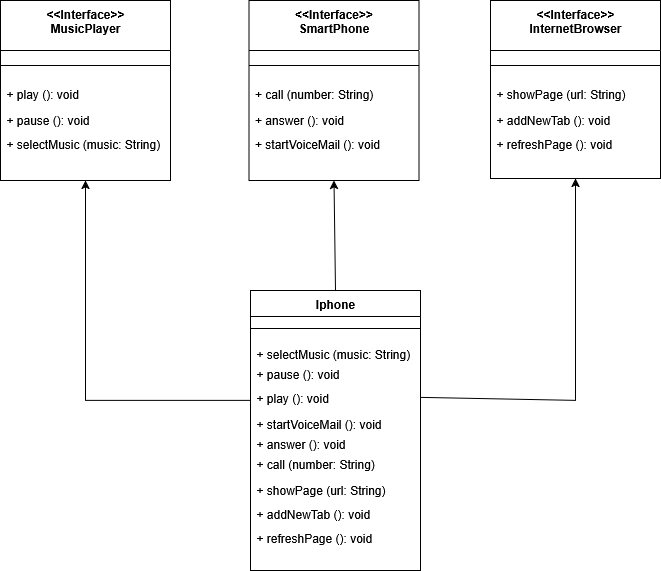 <<Interface>>
MusicPlayer
+ play (): void
+ pause (): void
+ selectMusic (music: String)
<<Interface>>
SmartPhone
+ call (number: String)
+ answer (): void
+ startVoiceMail (): void
<<Interface>>
InternetBrowser
+ showPage (url: String)
+ addNewTab (): void
+ refreshPage (): void
Iphone
+ selectMusic (music: String)
+ pause (): void
+ play (): void
+ startVoiceMail (): void
+ answer (): void
+ call (number: String)
+ showPage (url: String)
+ addNewTab (): void
+ refreshPage (): void